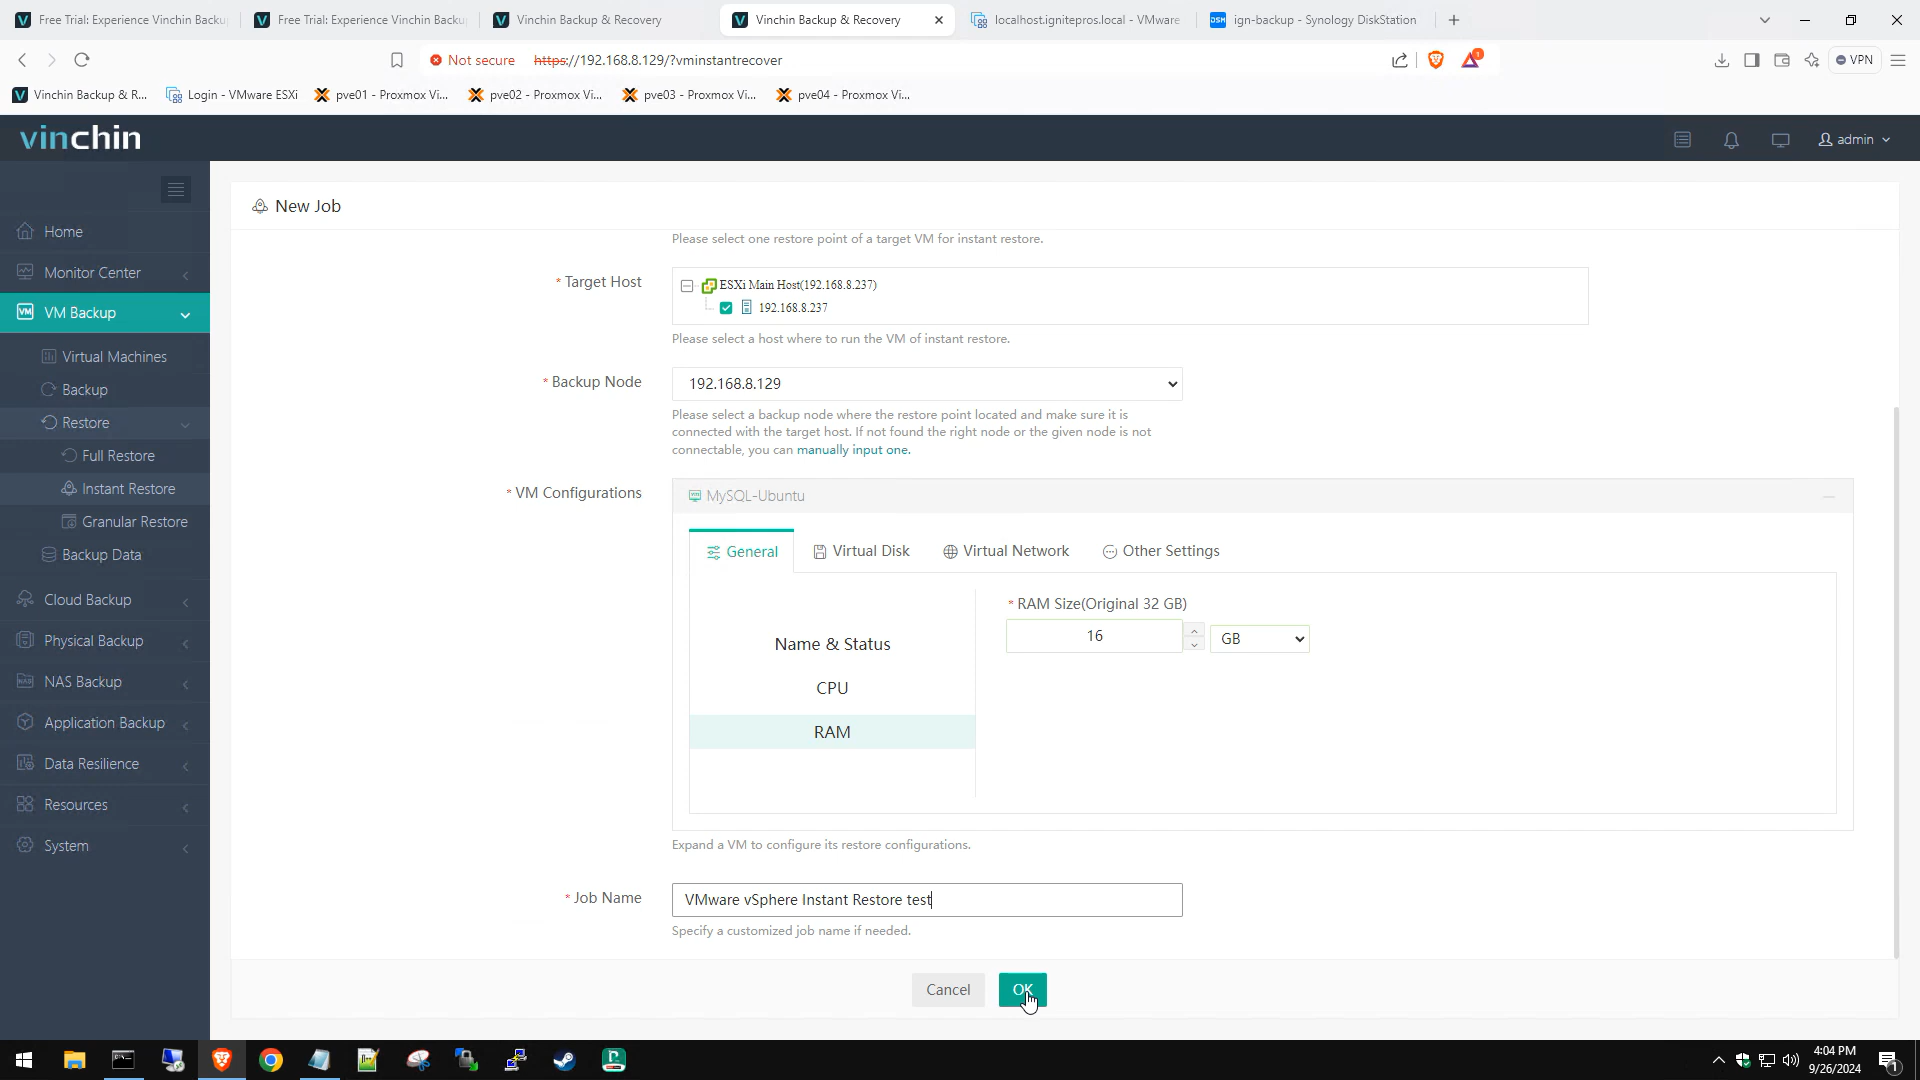 Free Trial: Experience Vinchin Backu
Free Trial: Experience Vinchin Backu
Vinchin Backup & Recovery
Vinchin Backup & Recovery
localhost.ignitepros.local - VMware
DSM
ign-backup - Synology DiskStation
Not secure
https://192.168.8.129/?vminstantrecover
1
VPN
Vinchin Backup & R...
Login - VMware ESXi
pve01 - Proxmox Vi...
pve02 - Proxmox Vi...
pve03 - Proxmox Vi...
pve04 - Proxmox Vi...
vinchin
admin
Home
Monitor Center
VM Backup
Virtual Machines
Backup
Restore
Full Restore
Instant Restore
Granular Restore
Backup Data
Cloud Backup
Physical Backup
NAS Backup
Application Backup
Data Resilience
Resources
System
New Job
Please select one restore point of a target VM for instant restore.
* Target Host
ESXi Main Host(192.168.8.237)
192.168.8.237
Please select a host where to run the VM of instant restore.
* Backup Node
192.168.8.129
Please select a backup node where the restore point located and make sure it is
connected with the target host. If not found the right node or the given node is not
connectable, you can manually input one.
* VM Configurations
MySQL-Ubuntu
General
Virtual Disk
Virtual Network
Other Settings
Name & Status
CPU
RAM
* RAM Size(Original 32 GB)
16
GB
Expand a VM to configure its restore configurations.
* Job Name
VMware vSphere Instant Restore test
Specify a customized job name if needed.
Cancel
OK
4:04 PM
9/26/2024
1